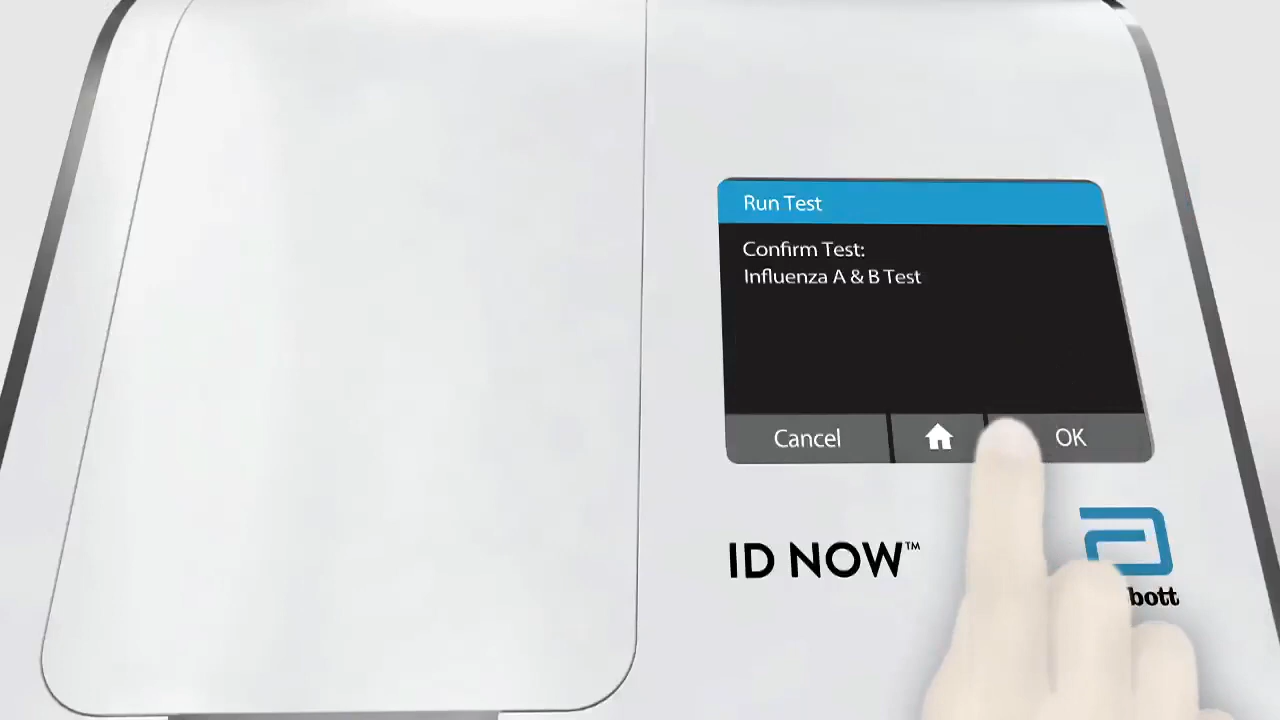 Run Test
Confirm Test:
Influenza A & B Test
Cancel
OK
ID NOW™
bott